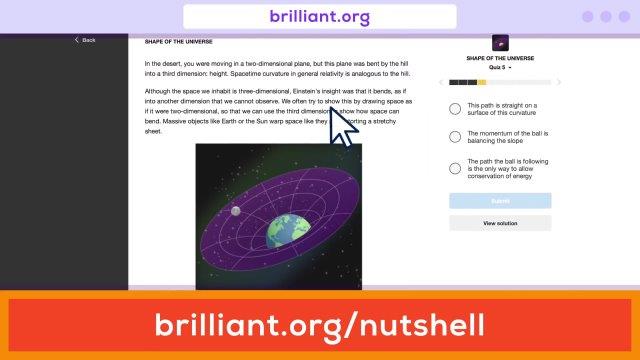 brilliant.org
Back
SHAPE OF THE UNIVERSE
In the desert, you were moving in a two-dimensional plane, but this plane was bent by the hill
into a third dimension: height. Spacetime curvature in general relativity is analogous to the hill.
Although the space we inhabit is three-dimensional, Einstein's insight was that it bends, as if
into another dimension that we cannot observe. We often try to show this by drawing space as
if it were two-dimensional, so that we can use the third dimension show how space can
bend. Massive objects like Earth or the Sun warp space like they distorting a stretchy
sheet.
SHAPE OF THE UNIVERSE
Quiz 5
This path is straight on a
surface of this curvature
The momentum of the ball is
balancing the slope
The path the ball is following
is the only way to allow
conservation of energy
Submit
View solution
brilliant.org/nutshell